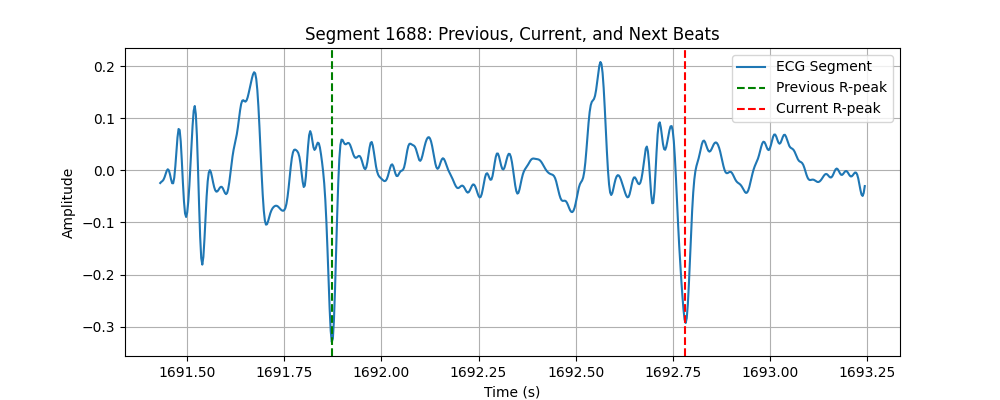 Segment 1688: Previous, Current, and Next Beats
ECG Segment
Previous R-peak
Current R-peak
Amplitude
0.2
0.1
0.0
−0.1
−0.2
−0.3
1691.50 1691.75 1692.00 1692.25 1692.50 1692.75 1693.00 1693.25
Time (s)